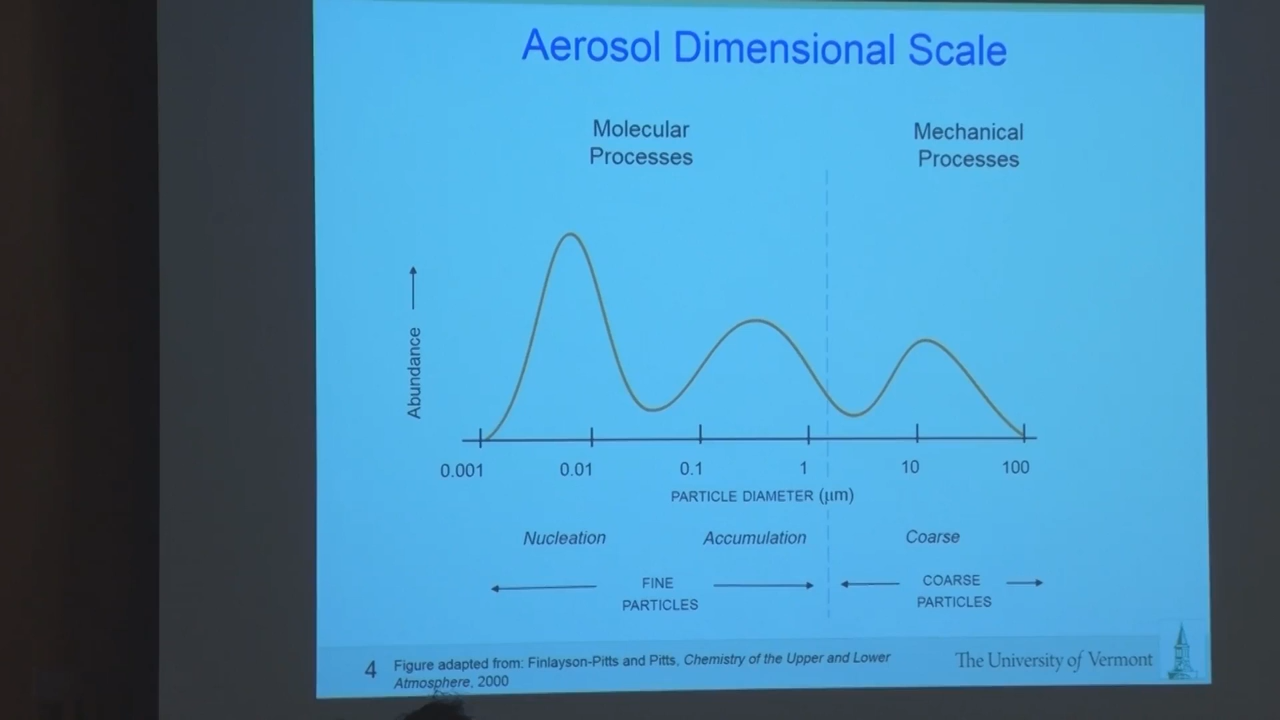 Aerosol Dimensional Scale
Molecular
Processes
Mechanical
Processes
Abundance
0.001
0.01
0.1
1
10
100
PARTICLE DIAMETER (μm)
Nucleation
Accumulation
Coarse
FINE
PARTICLES
COARSE
PARTICLES
4
Figure adapted from: Finlayson-Pitts and Pitts, Chemistry of the Upper and Lower
Atmosphere, 2000
The University of Vermont